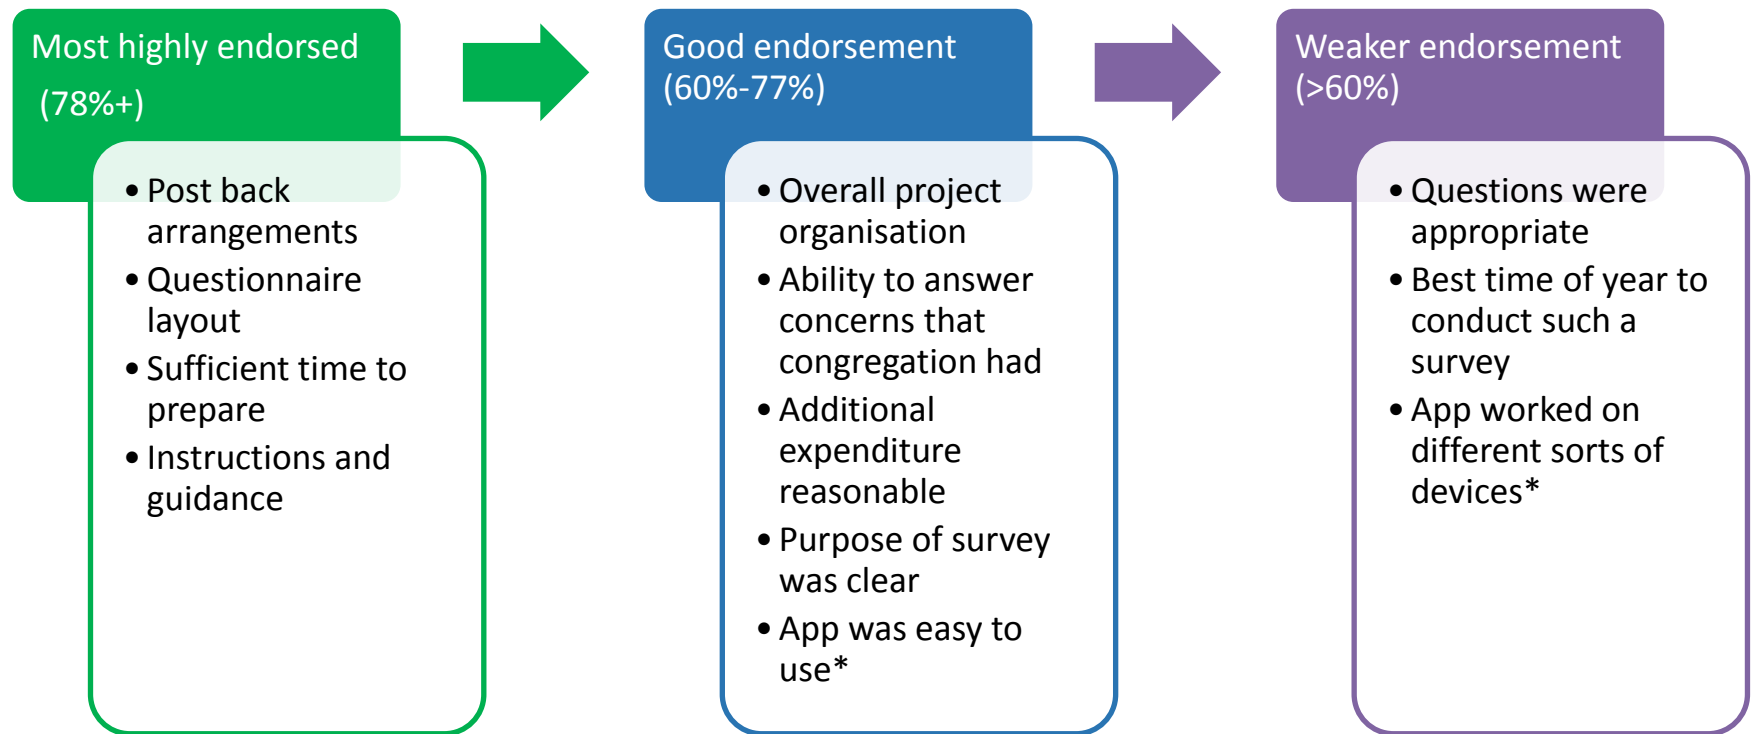 Most highly endorsed
(78%+)
• Post back
arrangements
• Questionnaire
layout
• Sufficient time to
prepare
• Instructions and
guidance
Good endorsement
(60%-77%)
• Overall project
organisation
• Ability to answer
concerns that
congregation had
• Additional
expenditure
reasonable
• Purpose of survey
was clear
• App was easy to
use*
Weaker endorsement
(>60%)
• Questions were
appropriate
• Best time of year to
conduct such a
survey
• App worked on
different sorts of
devices*